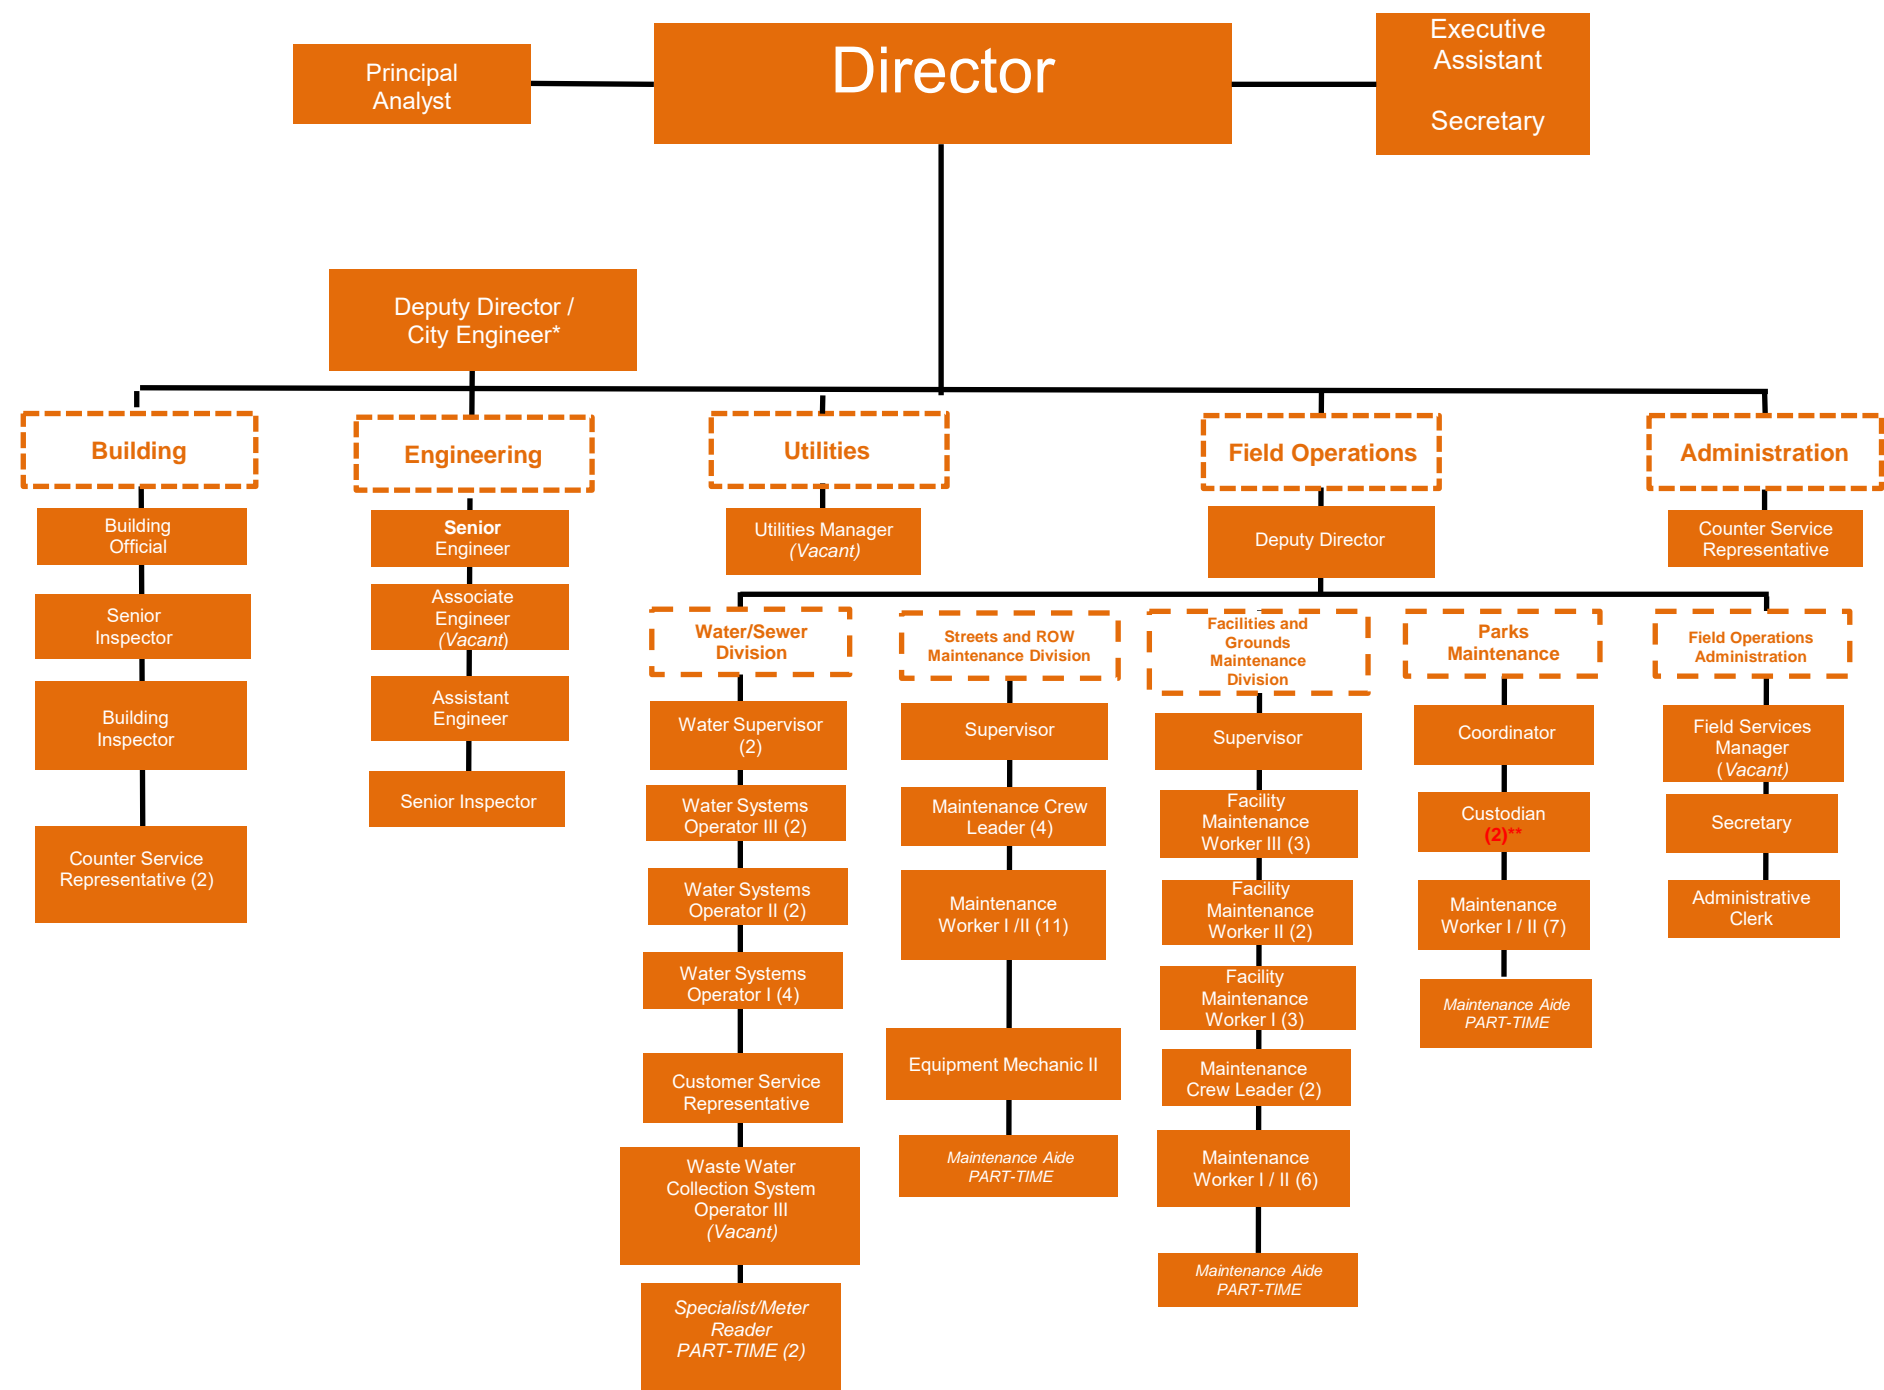 Principal
Analyst
Director
Executive
Assistant
Secretary
Deputy Director /
City Engineer*
Building
Engineering
Utilities
Field Operations
Administration
Building
Official
Senior
Inspector
Building
Inspector
Counter Service
Representative (2)
Senior
Engineer
Associate
Engineer
(Vacant)
Assistant
Engineer
Senior Inspector
Utilities Manager
(Vacant)
Deputy Director
Counter Service
Representative
Water/Sewer
Division
Water Supervisor
(2)
Water Systems
Operator III (2)
Water Systems
Operator II (2)
Water Systems
Operator I (4)
Customer Service
Representative
Waste Water
Collection System
Operator III
(Vacant)
Specialist/Meter
Reader
PART-TIME (2)
Streets and ROW
Maintenance Division
Supervisor
Maintenance Crew
Leader (4)
Maintenance
Worker I /II (11)
Equipment Mechanic II
Maintenance Aide
PART-TIME
Facilities and
Grounds
Maintenance
Division
Supervisor
Facility
Maintenance
Worker III (3)
Facility
Maintenance
Worker II (2)
Facility
Maintenance
Worker I (3)
Maintenance
Crew Leader (2)
Maintenance
Worker I / II (6)
Maintenance Aide
PART-TIME
Parks
Maintenance
Coordinator
Custodian
(2)**
Maintenance
Worker I / II (7)
Maintenance Aide
PART-TIME
Field Operations
Administration
Field Services
Manager
(Vacant)
Secretary
Administrative
Clerk